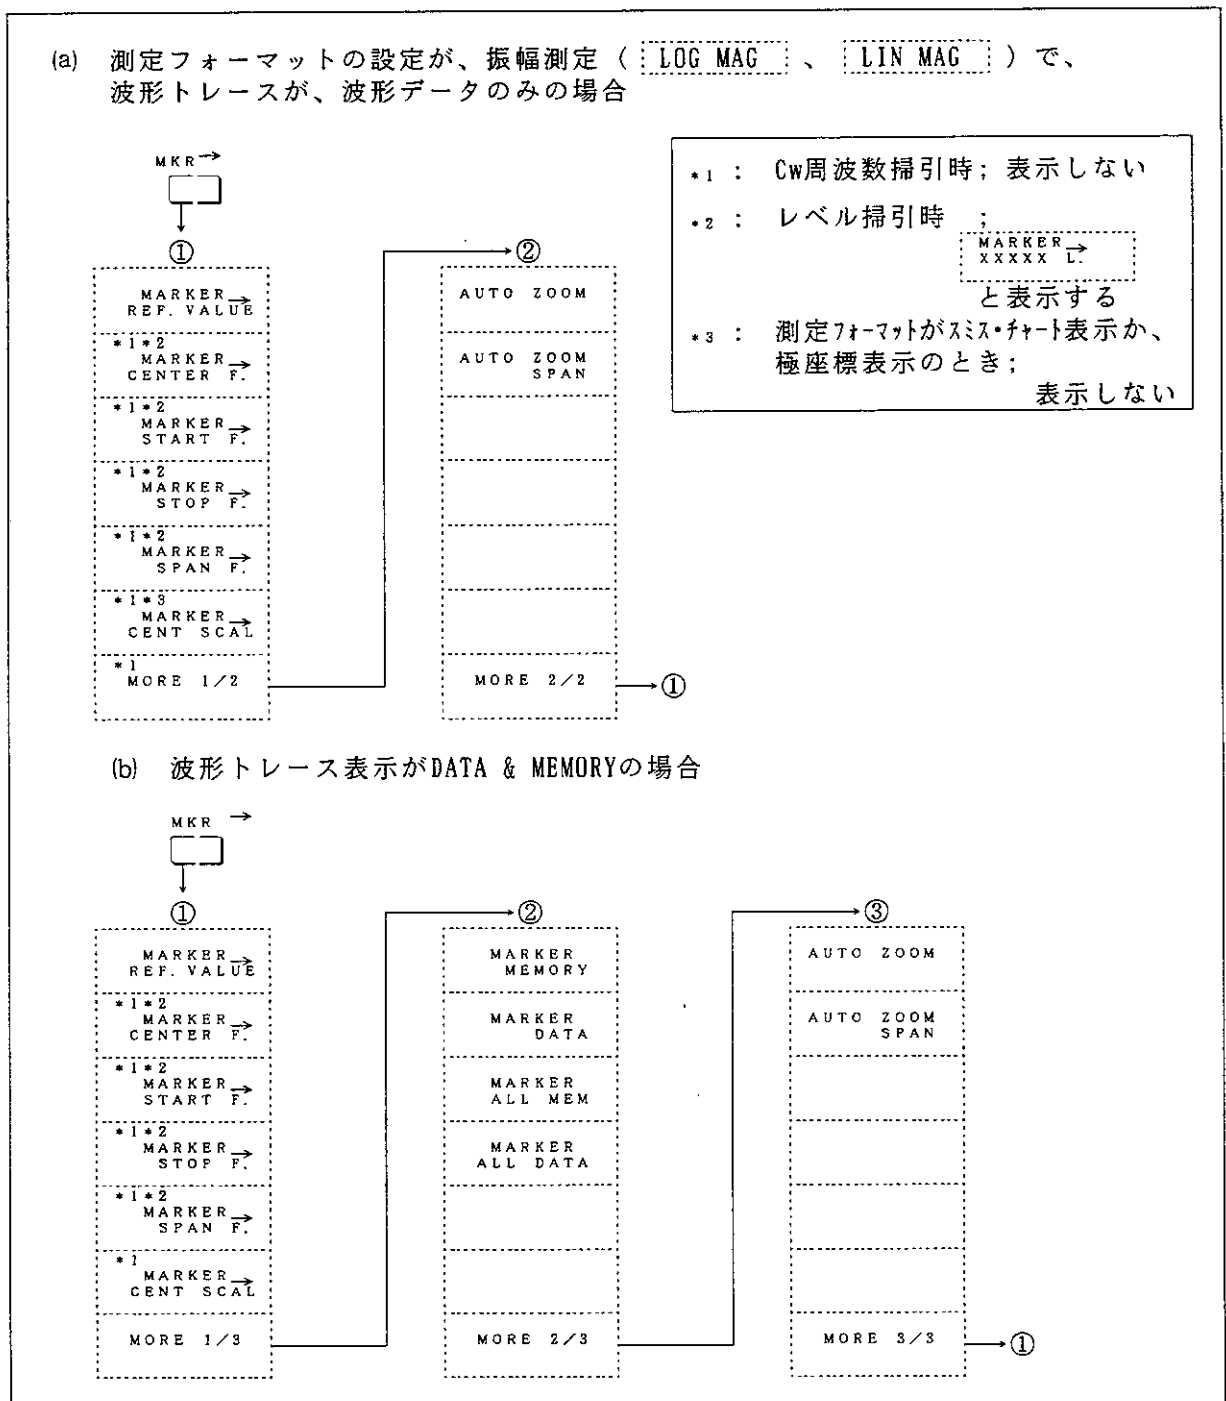 (a) 測定フォーマットの設定が、振幅測定（ LOG MAG 、 LIN MAG ）で、
波形トレースが、波形データのみの場合
MKR→
①
MARKER→
REF. VALUE
*1*2
MARKER→
CENTER F.
*1*2
MARKER→
START F.
*1*2
MARKER→
STOP F.
*1*2
MARKER→
SPAN F.
*1*3
MARKER→
CENT SCAL
*1
MORE 1/2
②
AUTO ZOOM
AUTO ZOOM
SPAN
MORE 2/2
①
*1 : CW周波数掃引時; 表示しない
*2 : レベル掃引時 ;
MARKER→
XXXXX L.
と表示する
*3 : 測定フォーマットがスミス・チャート表示か、
極座標表示のとき;
表示しない
(b) 波形トレース表示がDATA & MEMORYの場合
MKR →
①
MARKER→
REF. VALUE
*1*2
MARKER→
CENTER F.
*1*2
MARKER→
START F.
*1*2
MARKER→
STOP F.
*1*2
MARKER→
SPAN F.
*1
MARKER→
CENT SCAL
MORE 1/3
②
MARKER
MEMORY
MARKER
DATA
MARKER
ALL MEM
MARKER
ALL DATA
MORE 2/3
③
AUTO ZOOM
AUTO ZOOM
SPAN
MORE 3/3
①